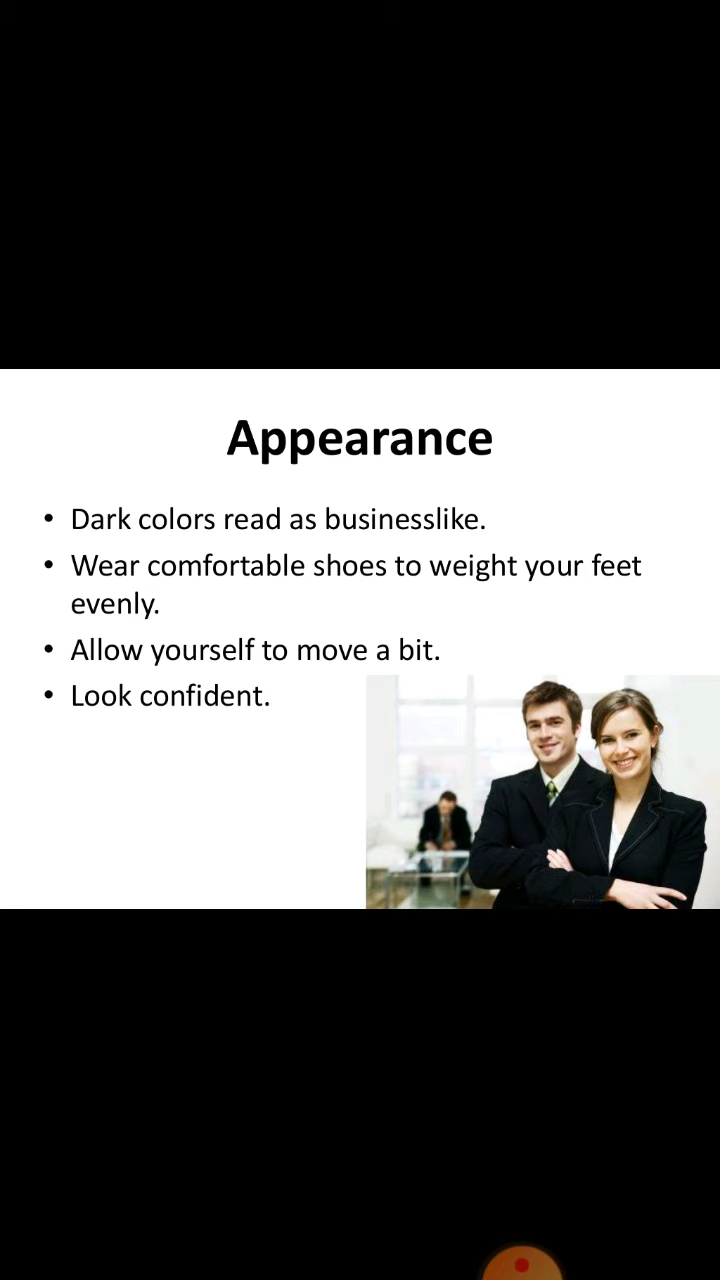 Appearance
• Dark colors read as businesslike.
• Wear comfortable shoes to weight your feet
evenly.
• Allow yourself to move a bit.
• Look confident.